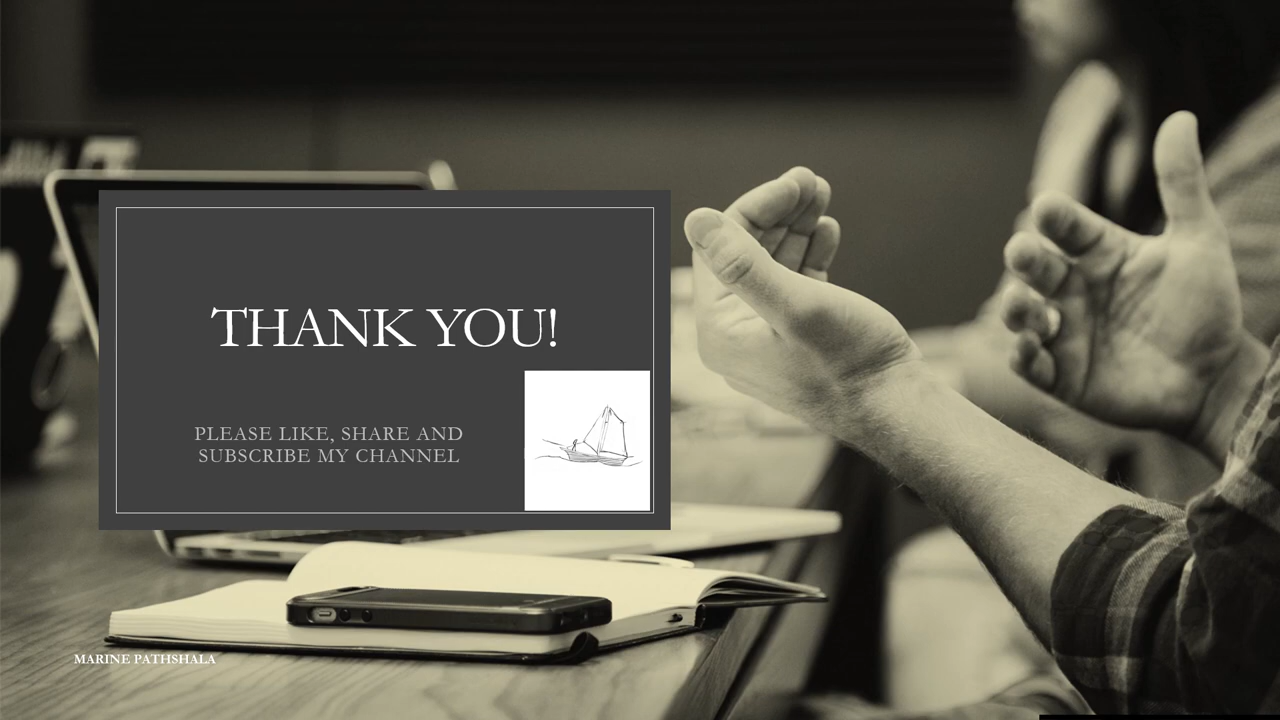 THANK YOU!
PLEASE LIKE, SHARE AND
SUBSCRIBE MY CHANNEL
MARINE PATHSHALA